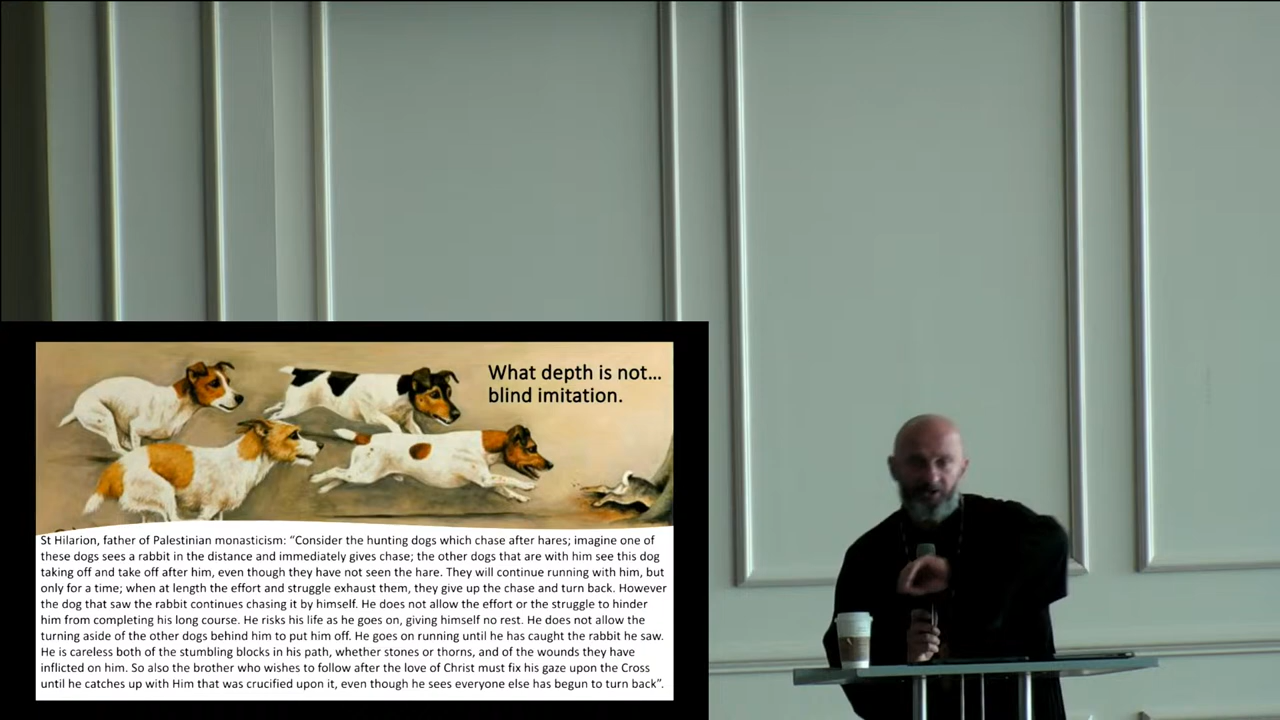 What depth is not...
blind imitation.
St Hilarion, father of Palestinian monasticism: “Consider the hunting dogs which chase after hares; imagine one of
these dogs sees a rabbit in the distance and immediately gives chase; the other dogs that are with him see this dog
taking off and take off after him, even though they have not seen the hare. They will continue running with him, but
only for a time; when at length the effort and struggle exhaust them, they give up the chase and turn back. However
the dog that saw the rabbit continues chasing it by himself. He does not allow the effort or the struggle to hinder
him from completing his long course. He risks his life as he goes on, giving himself no rest. He does not allow the
turning aside of the other dogs behind him to put him off. He goes on running until he has caught the rabbit he saw.
He is careless both of the stumbling blocks in his path, whether stones or thorns, and of the wounds they have
inflicted on him. So also the brother who wishes to follow after the love of Christ must fix his gaze upon the Cross
until he catches up with Him that was crucified upon it, even though he sees everyone else has begun to turn back”.